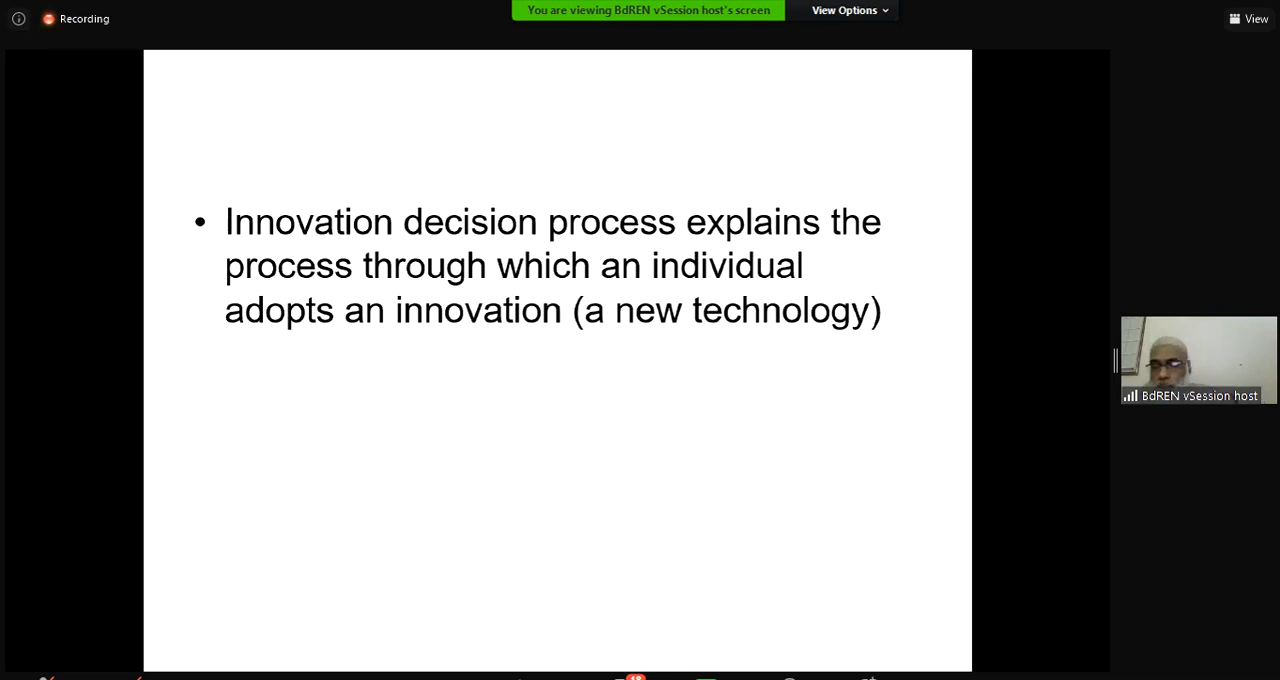 Recording
You are viewing BdREN vSession host's screen
View Options
View
• Innovation decision process explains the
process through which an individual
adopts an innovation (a new technology)
BdREN vSession host
18